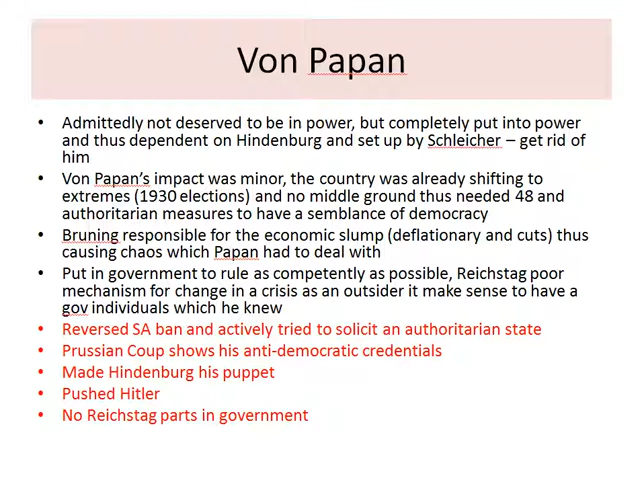 Von Papan
• Admittedly not deserved to be in power, but completely put into power
and thus dependent on Hindenburg and set up by Schleicher – get rid of
him
• Von Papan's impact was minor, the country was already shifting to
extremes (1930 elections) and no middle ground thus needed 48 and
authoritarian measures to have a semblance of democracy
• Bruning responsible for the economic slump (deflationary and cuts) thus
causing chaos which Papan had to deal with
• Put in government to rule as competently as possible, Reichstag poor
mechanism for change in a crisis as an outsider it make sense to have a
gov individuals which he knew
• Reversed SA ban and actively tried to solicit an authoritarian state
• Prussian Coup shows his anti-democratic credentials
• Made Hindenburg his puppet
• Pushed Hitler
• No Reichstag parts in government